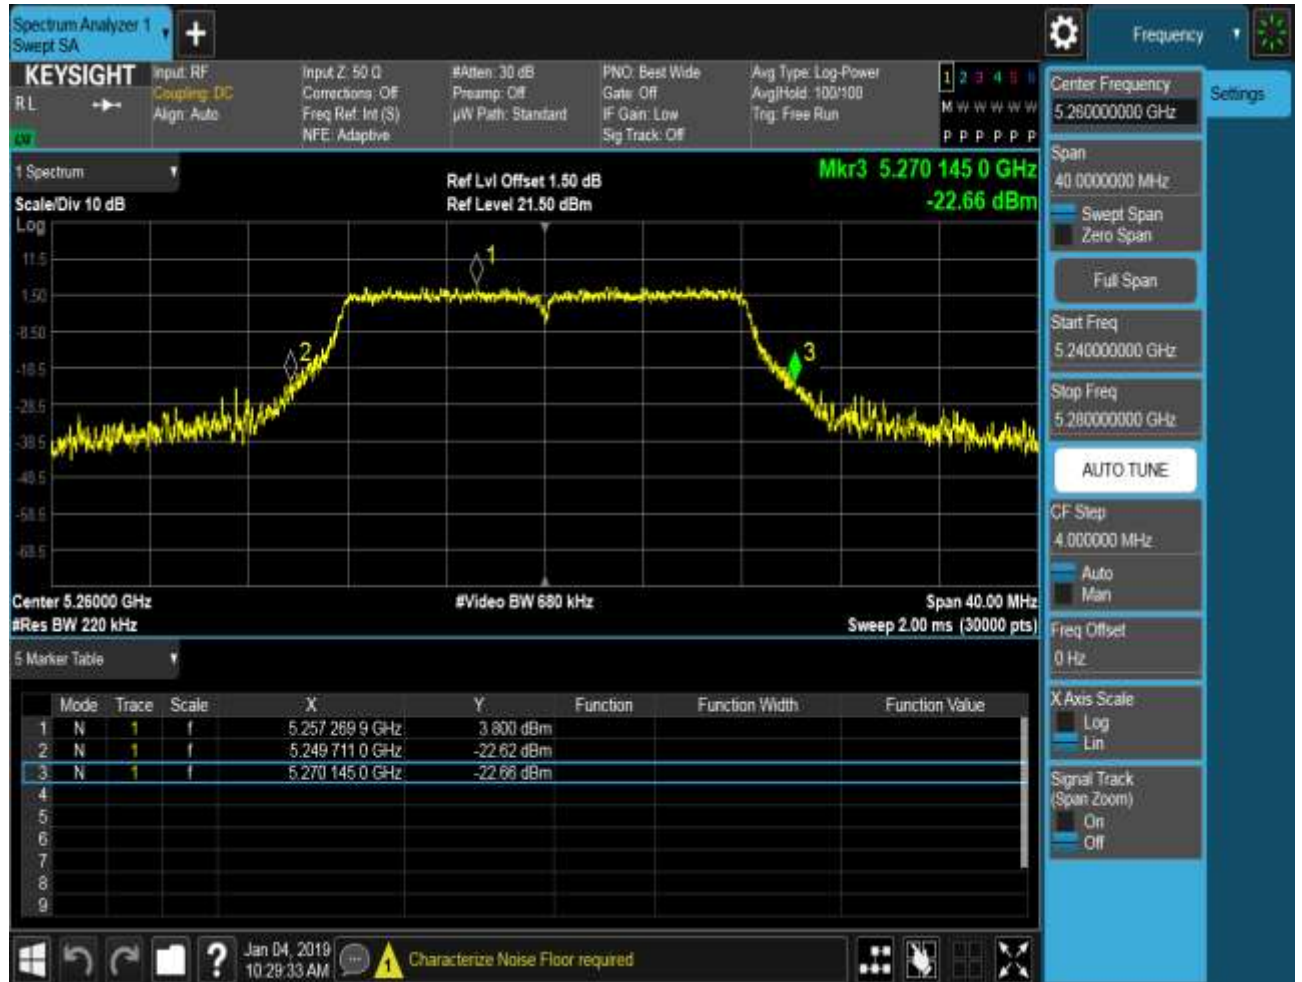 Spectrum Analyzer 1
Swept SA
Frequency
KEYSIGHT
R L
Input: RF
Coupling: DC
Align: Auto
Input Z: 50 Ω
Corrections: Off
Freq Ref: Int (S)
NFE: Adaptive
#Atten: 30 dB
Preamp: Off
µW Path: Standard
PNO: Best Wide
Gate: Off
IF Gain: Low
Sig Track: Off
Avg Type: Log-Power
Avg|Hold: 100/100
Trig: Free Run
1 2 3 4 5 6
M W W W W W
P P P P P P
1 Spectrum
Scale/Div 10 dB
Log
Ref Lvl Offset 1.50 dB
Ref Level 21.50 dBm
Mkr3 5.270 145 0 GHz
-22.66 dBm
11.5
1.50
-8.50
-18.5
-28.5
-38.5
-48.5
-58.5
-68.5
1
2
3
Center 5.26000 GHz
#Video BW 680 kHz
Span 40.00 MHz
#Res BW 220 kHz
Sweep 2.00 ms (30000 pts)
5 Marker Table
Mode Trace Scale X Y Function Function Width Function Value
1 N 1 f 5.257 269 9 GHz 3.800 dBm
2 N 1 f 5.249 711 0 GHz -22.62 dBm
3 N 1 f 5.270 145 0 GHz -22.66 dBm
4
5
6
7
8
9
Jan 04, 2019
10:29:33 AM
Characterize Noise Floor required
Center Frequency
5.260000000 GHz
Settings
Span
40.0000000 MHz
Swept Span
Zero Span
Full Span
Start Freq
5.240000000 GHz
Stop Freq
5.280000000 GHz
AUTO TUNE
CF Step
4.000000 MHz
Auto
Man
Freq Offset
0 Hz
X Axis Scale
Log
Lin
Signal Track
(Span Zoom)
On
Off